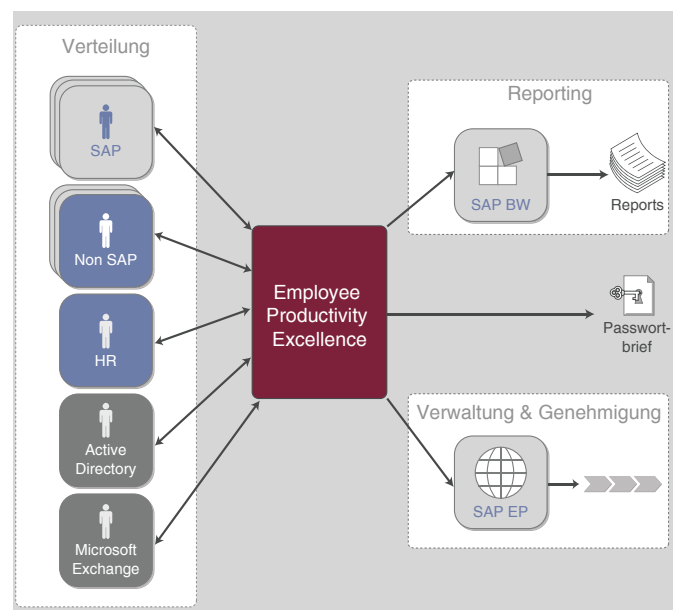 Verteilung
SAP
Non SAP
HR
Active
Directory
Microsoft
Exchange
Employee
Productivity
Excellence
Reporting
SAP BW
Reports
Passwort-
brief
Verwaltung & Genehmigung
SAP EP